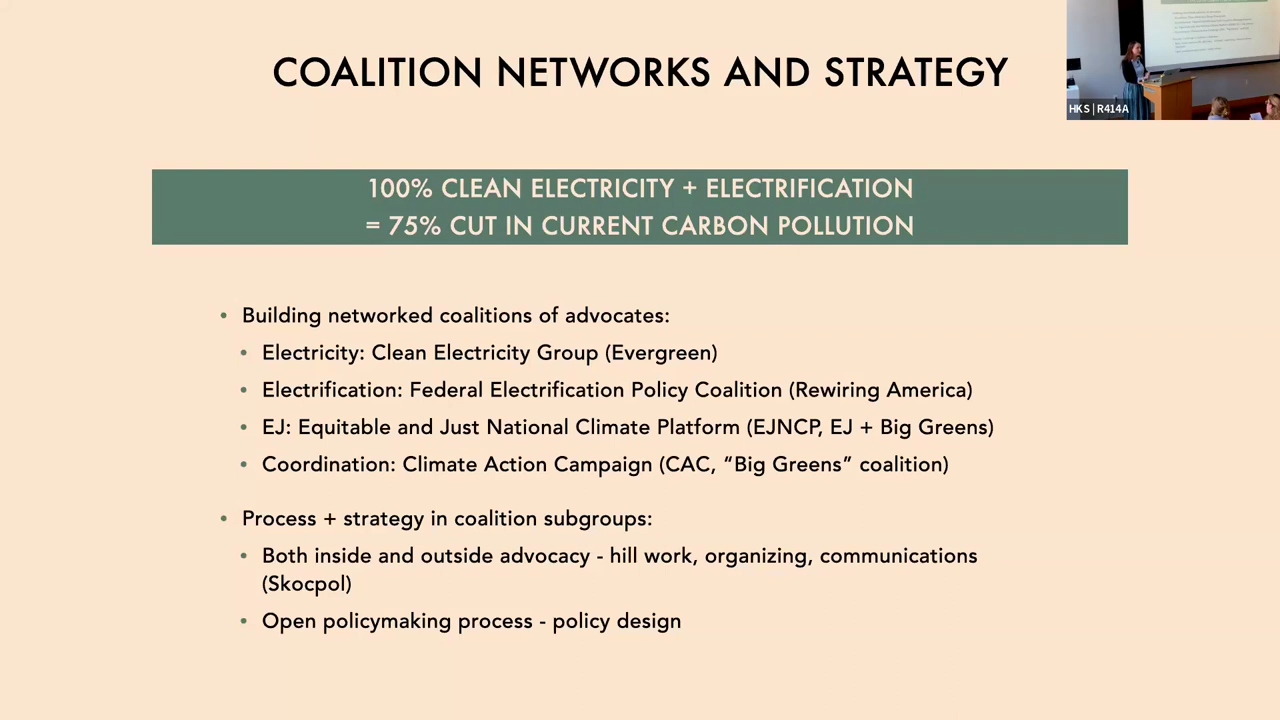 COALITION NETWORKS AND STRATEGY
HKS | R414A
100% CLEAN ELECTRICITY + ELECTRIFICATION
= 75% CUT IN CURRENT CARBON POLLUTION
• Building networked coalitions of advocates:
• Electricity: Clean Electricity Group (Evergreen)
• Electrification: Federal Electrification Policy Coalition (Rewiring America)
• EJ: Equitable and Just National Climate Platform (EJNCP, EJ + Big Greens)
• Coordination: Climate Action Campaign (CAC, “Big Greens” coalition)
• Process + strategy in coalition subgroups:
• Both inside and outside advocacy - hill work, organizing, communications
(Skocpol)
• Open policymaking process - policy design